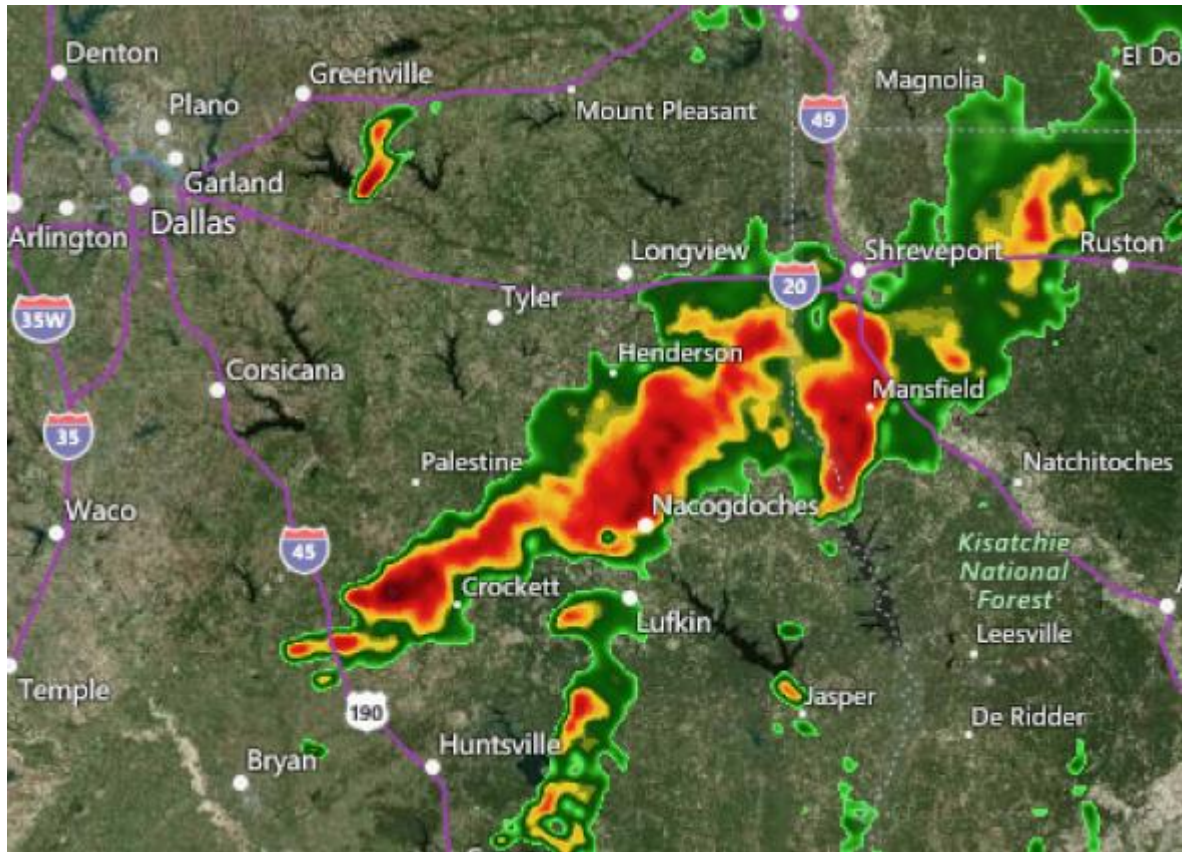 Denton
Greenville
Magnolia
El Do
Plano
Mount Pleasant
49
Garland
Dallas
Arlington
Longview
Shreveport
Ruston
20
35W
Tyler
Henderson
Corsicana
Mansfield
35
Palestine
Natchitoches
Waco
Nacogdoches
45
Kisatchie
National
Forest
Crockett
Lufkin
Leesville
Temple
Jasper
190
De Ridder
Huntsville
Bryan